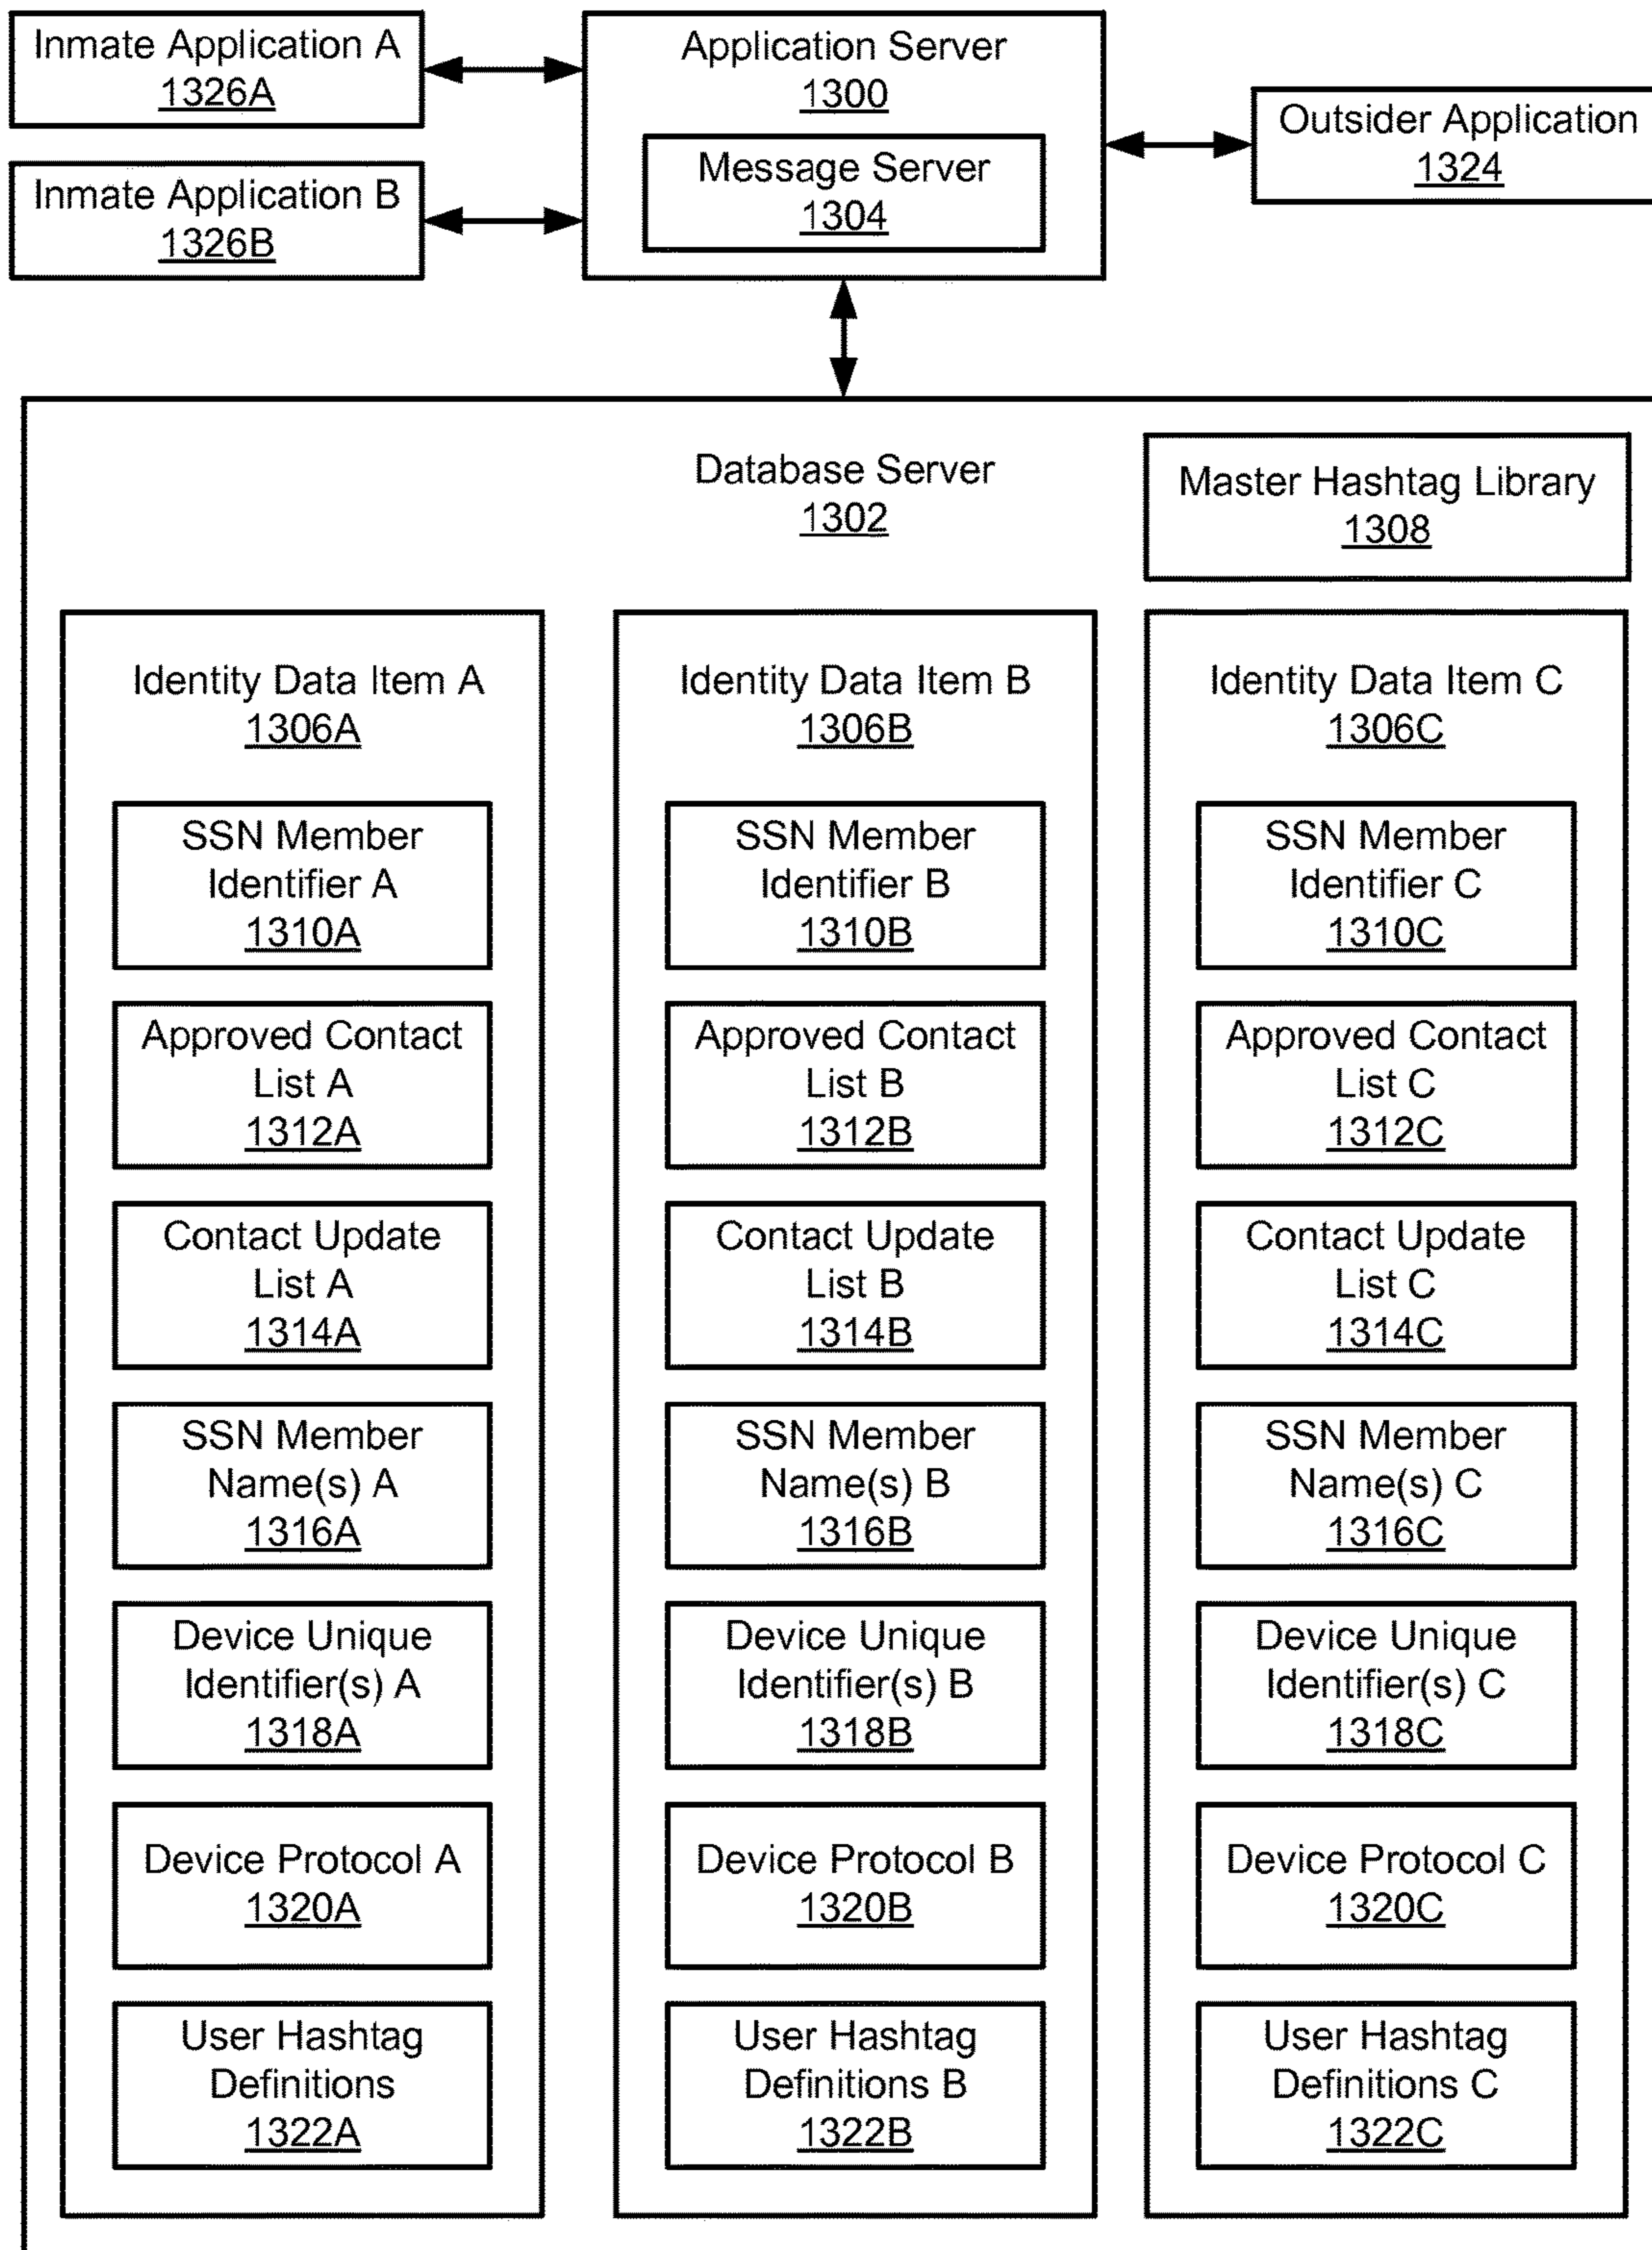 Inmate Application A
1326A
Inmate Application B
1326B
Application Server
1300
Message Server
1304
Outsider Application
1324
Database Server
1302
Master Hashtag Library
1308
Identity Data Item A
1306A
SSN Member
Identifier A
1310A
Approved Contact
List A
1312A
Contact Update
List A
1314A
SSN Member
Name(s) A
1316A
Device Unique
Identifier(s) A
1318A
Device Protocol A
1320A
User Hashtag
Definitions
1322A
Identity Data Item B
1306B
SSN Member
Identifier B
1310B
Approved Contact
List B
1312B
Contact Update
List B
1314B
SSN Member
Name(s) B
1316B
Device Unique
Identifier(s) B
1318B
Device Protocol B
1320B
User Hashtag
Definitions B
1322B
Identity Data Item C
1306C
SSN Member
Identifier C
1310C
Approved Contact
List C
1312C
Contact Update
List C
1314C
SSN Member
Name(s) C
1316C
Device Unique
Identifier(s) C
1318C
Device Protocol C
1320C
User Hashtag
Definitions C
1322C